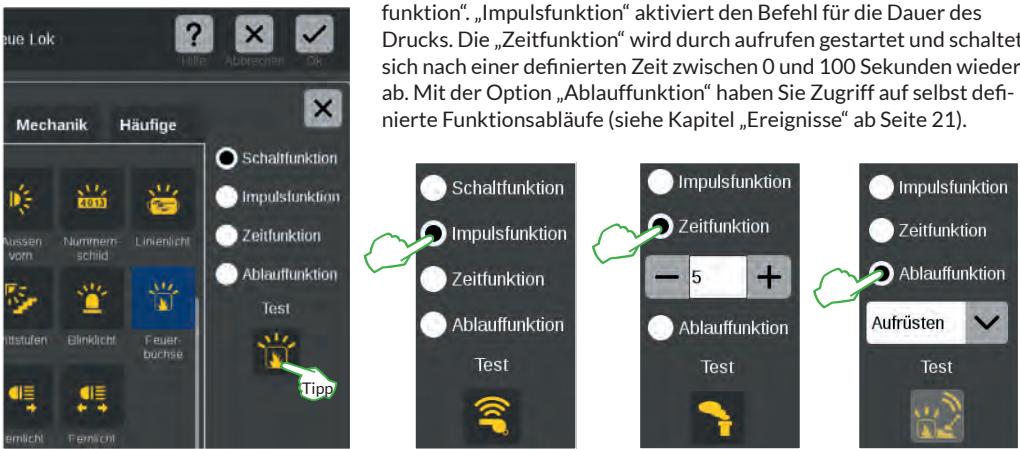 funktion“. „Impulsfunktion“ aktiviert den Befehl für die Dauer des
Drucks. Die „Zeitfunktion“ wird durch aufrufen gestartet und schaltet
sich nach einer definierten Zeit zwischen 0 und 100 Sekunden wieder
ab. Mit der Option „Ablauffunktion“ haben Sie Zugriff auf selbst defi-
nierte Funktionsabläufe (siehe Kapitel „Ereignisse“ ab Seite 21).
Lok
?
Hilfe
Abbrechen
Ok
Mechanik
Häufige
Schaltfunktion
Impulsfunktion
Zeitfunktion
Ablauffunktion
Test
Tipp
4013
vorn
Nummern-
schild
Linienlicht
Blinklicht
Feuer-
büchse
Schaltfunktion
Impulsfunktion
Zeitfunktion
Ablauffunktion
Test
Impulsfunktion
Zeitfunktion
5
Ablauffunktion
Test
Impulsfunktion
Zeitfunktion
Ablauffunktion
Aufrüsten
Test